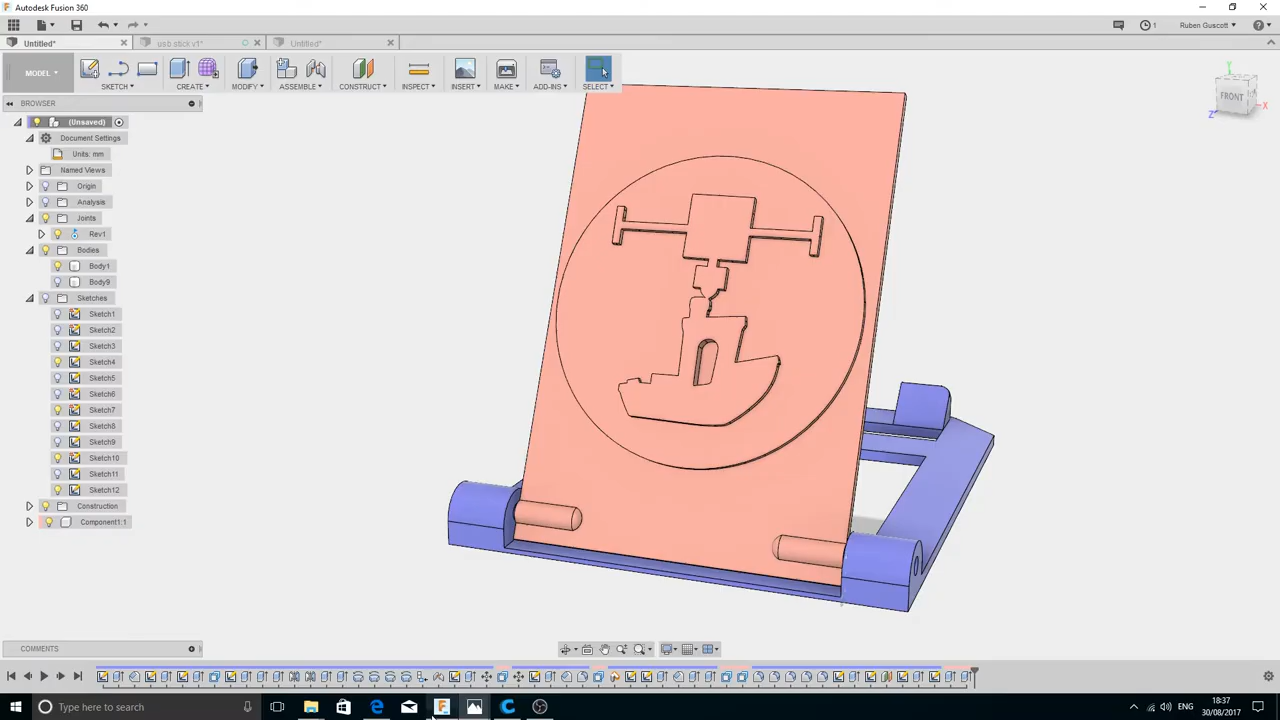 Autodesk Fusion 360
1
Ruben Guscott
Untitled*
usb stick v1*
Untitled*
MODEL
SKETCH
CREATE
MODIFY
ASSEMBLE
CONSTRUCT
INSPECT
INSERT
MAKE
ADD-INS
SELECT
BROWSER
(Unsaved)
Document Settings
Units: mm
Named Views
Origin
Analysis
Joints
Rev1
Bodies
Body1
Body9
Sketches
Sketch1
Sketch2
Sketch3
Sketch4
Sketch5
Sketch6
Sketch7
Sketch8
Sketch9
Sketch10
Sketch11
Sketch12
Construction
Component1:1
Y
FRONT
X
Z
COMMENTS
Type here to search
18:37
30/08/2017